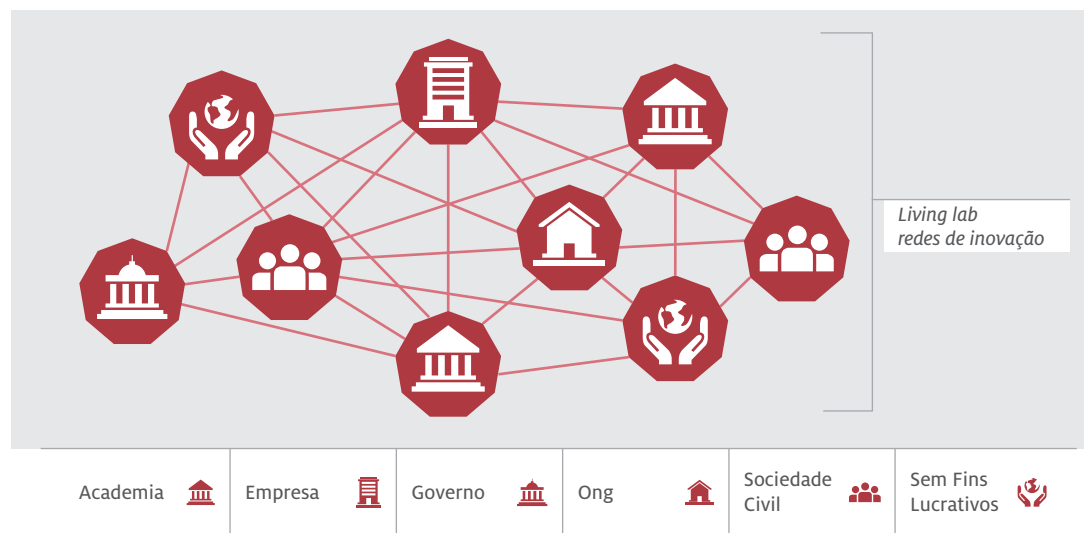 Living lab
redes de inovação
Academia
Empresa
Governo
Ong
Sociedade
Civil
Sem Fins
Lucrativos